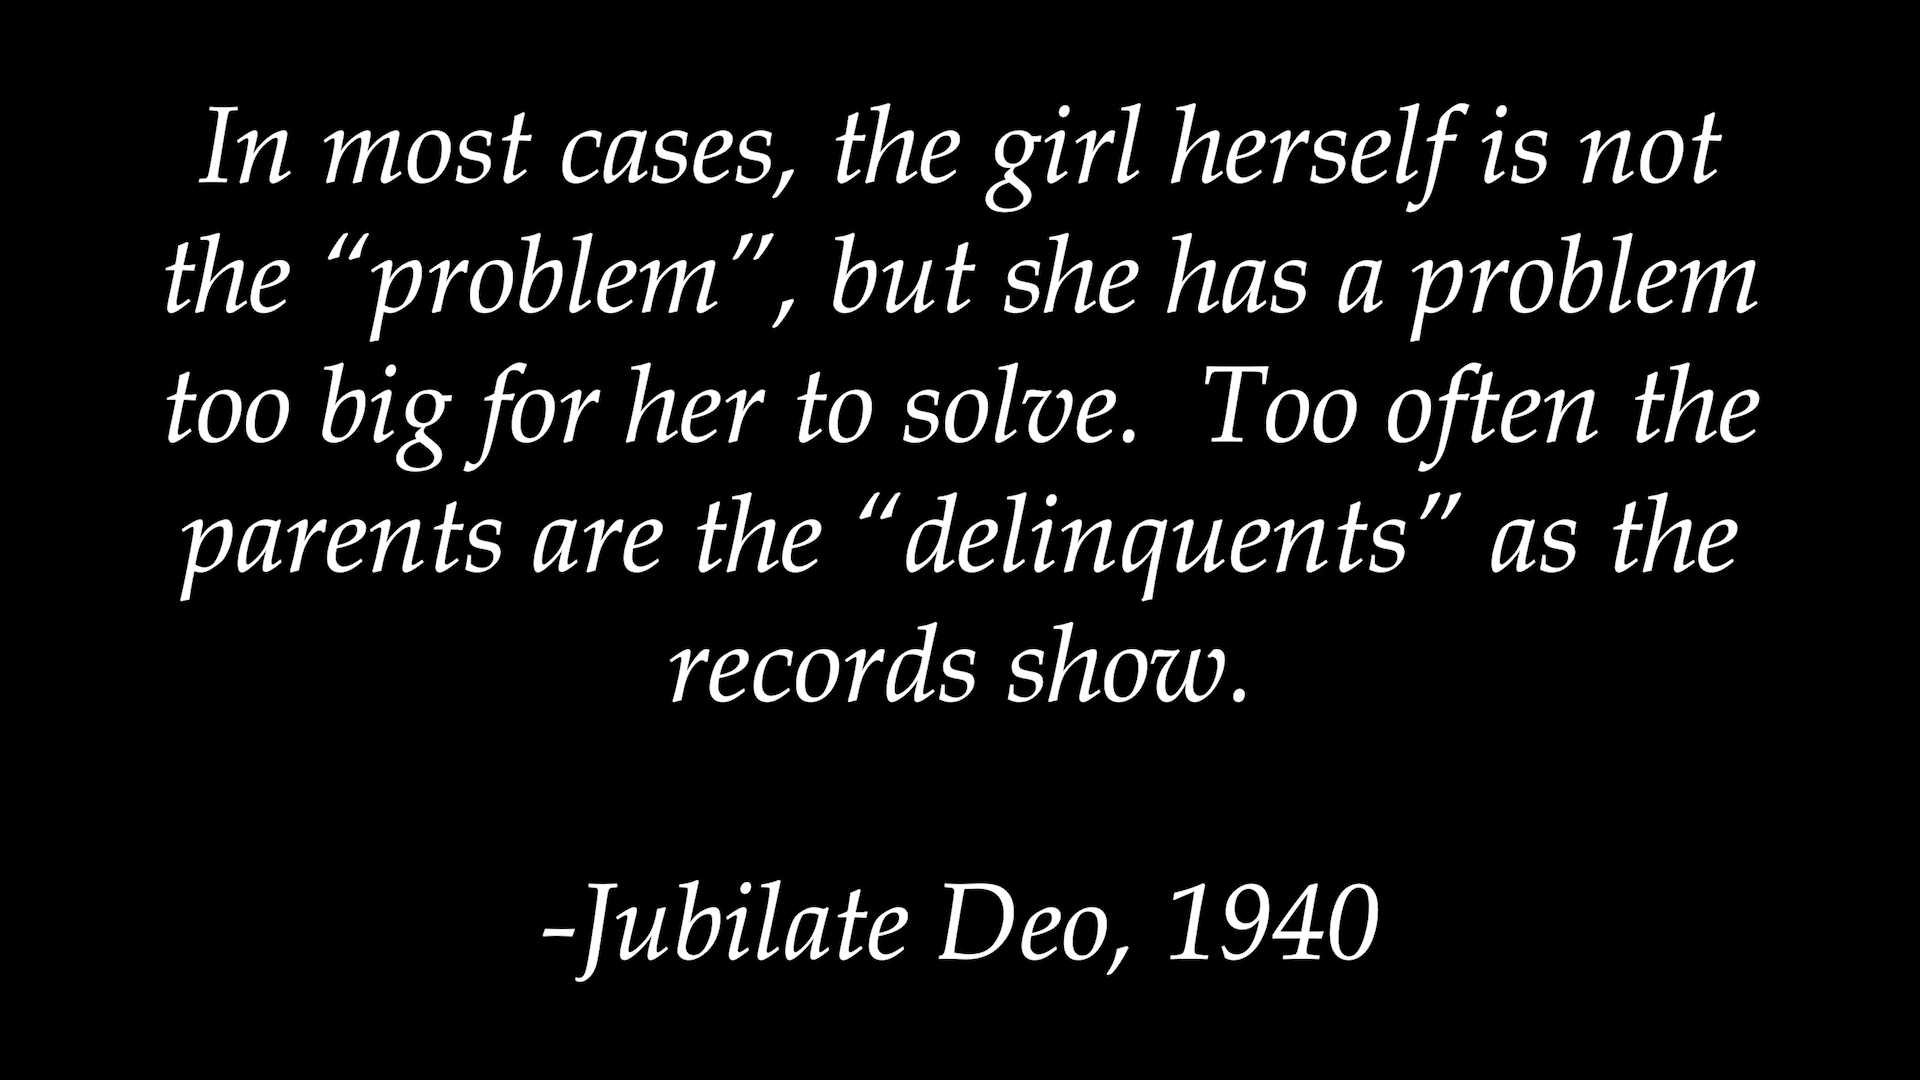 In most cases, the girl herself is not
the “problem”, but she has a problem
too big for her to solve.  Too often the
parents are the “delinquents” as the
records show.
-Jubilate Deo, 1940